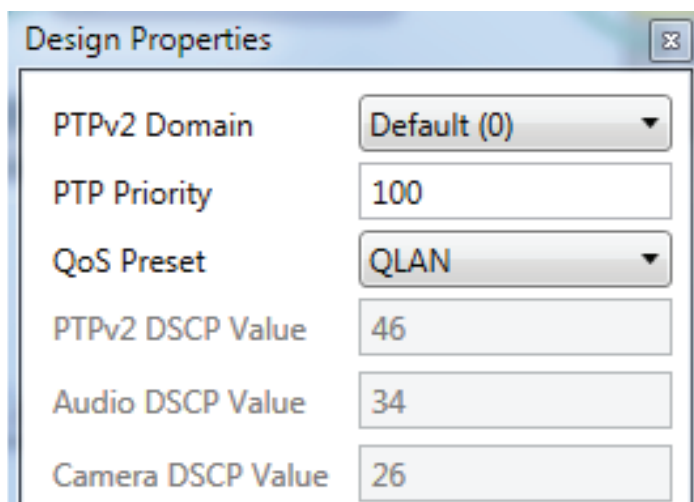 Design Properties
PTPv2 Domain Default (0)
PTP Priority 100
QoS Preset QLAN
PTPv2 DSCP Value 46
Audio DSCP Value 34
Camera DSCP Value 26